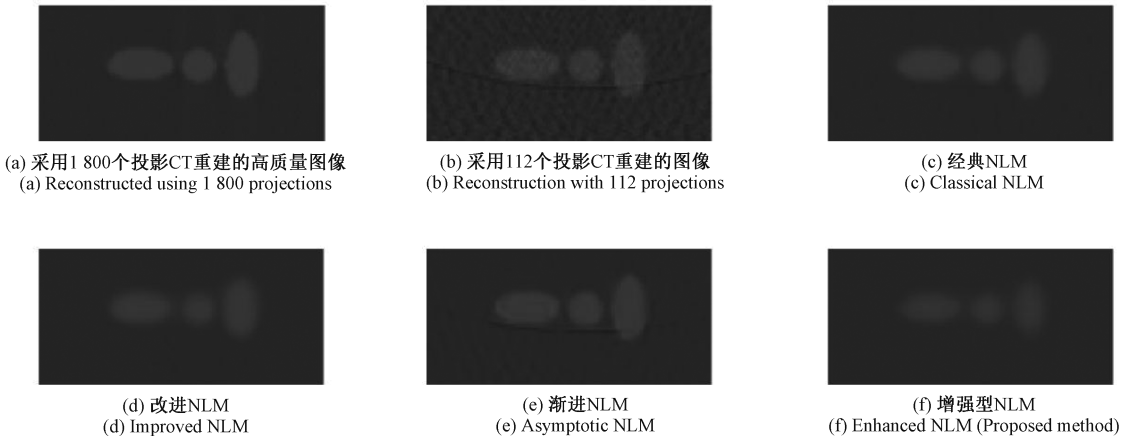 (a) 采用1 800个投影CT重建的高质量图像
(a) Reconstructed using 1 800 projections
(b) 采用112个投影CT重建的图像
(b) Reconstruction with 112 projections
(c) 经典NLM
(c) Classical NLM
(d) 改进NLM
(d) Improved NLM
(e) 渐进NLM
(e) Asymptotic NLM
(f) 增强型NLM
(f) Enhanced NLM (Proposed method)